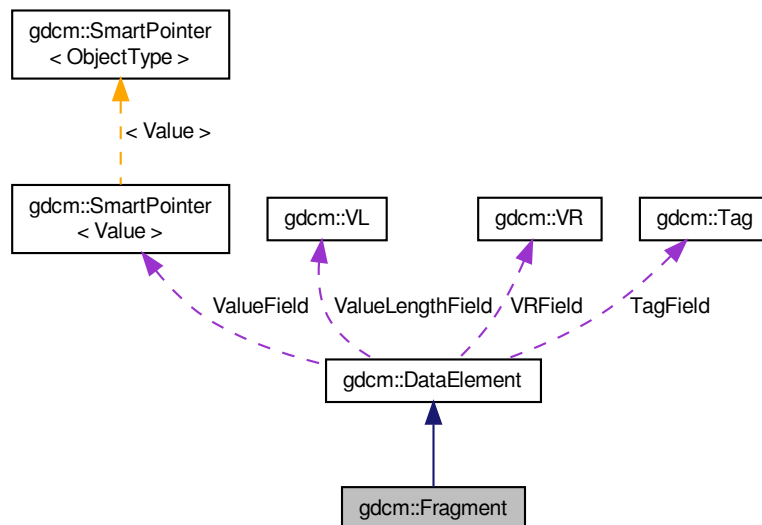 gdcm::SmartPointer
< ObjectType >
< Value >
gdcm::SmartPointer
< Value >
gdcm::VL
gdcm::VR
gdcm::Tag
ValueField
ValueLengthField
VRField
TagField
gdcm::DataElement
gdcm::Fragment